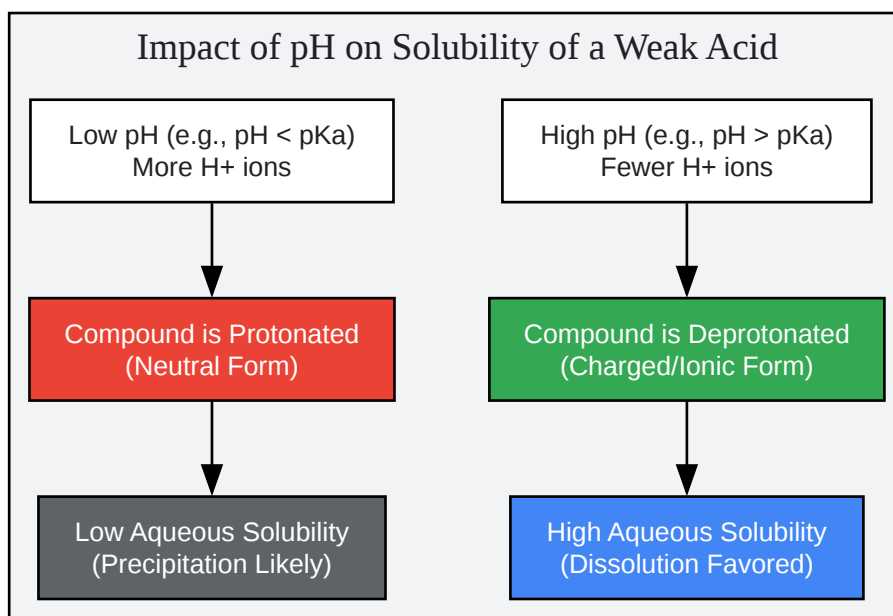 Impact of pH on Solubility of a Weak Acid
Low pH (e.g., pH < pKa)
More H+ ions
High pH (e.g., pH > pKa)
Fewer H+ ions
Compound is Protonated
(Neutral Form)
Compound is Deprotonated
(Charged/Ionic Form)
Low Aqueous Solubility
(Precipitation Likely)
High Aqueous Solubility
(Dissolution Favored)